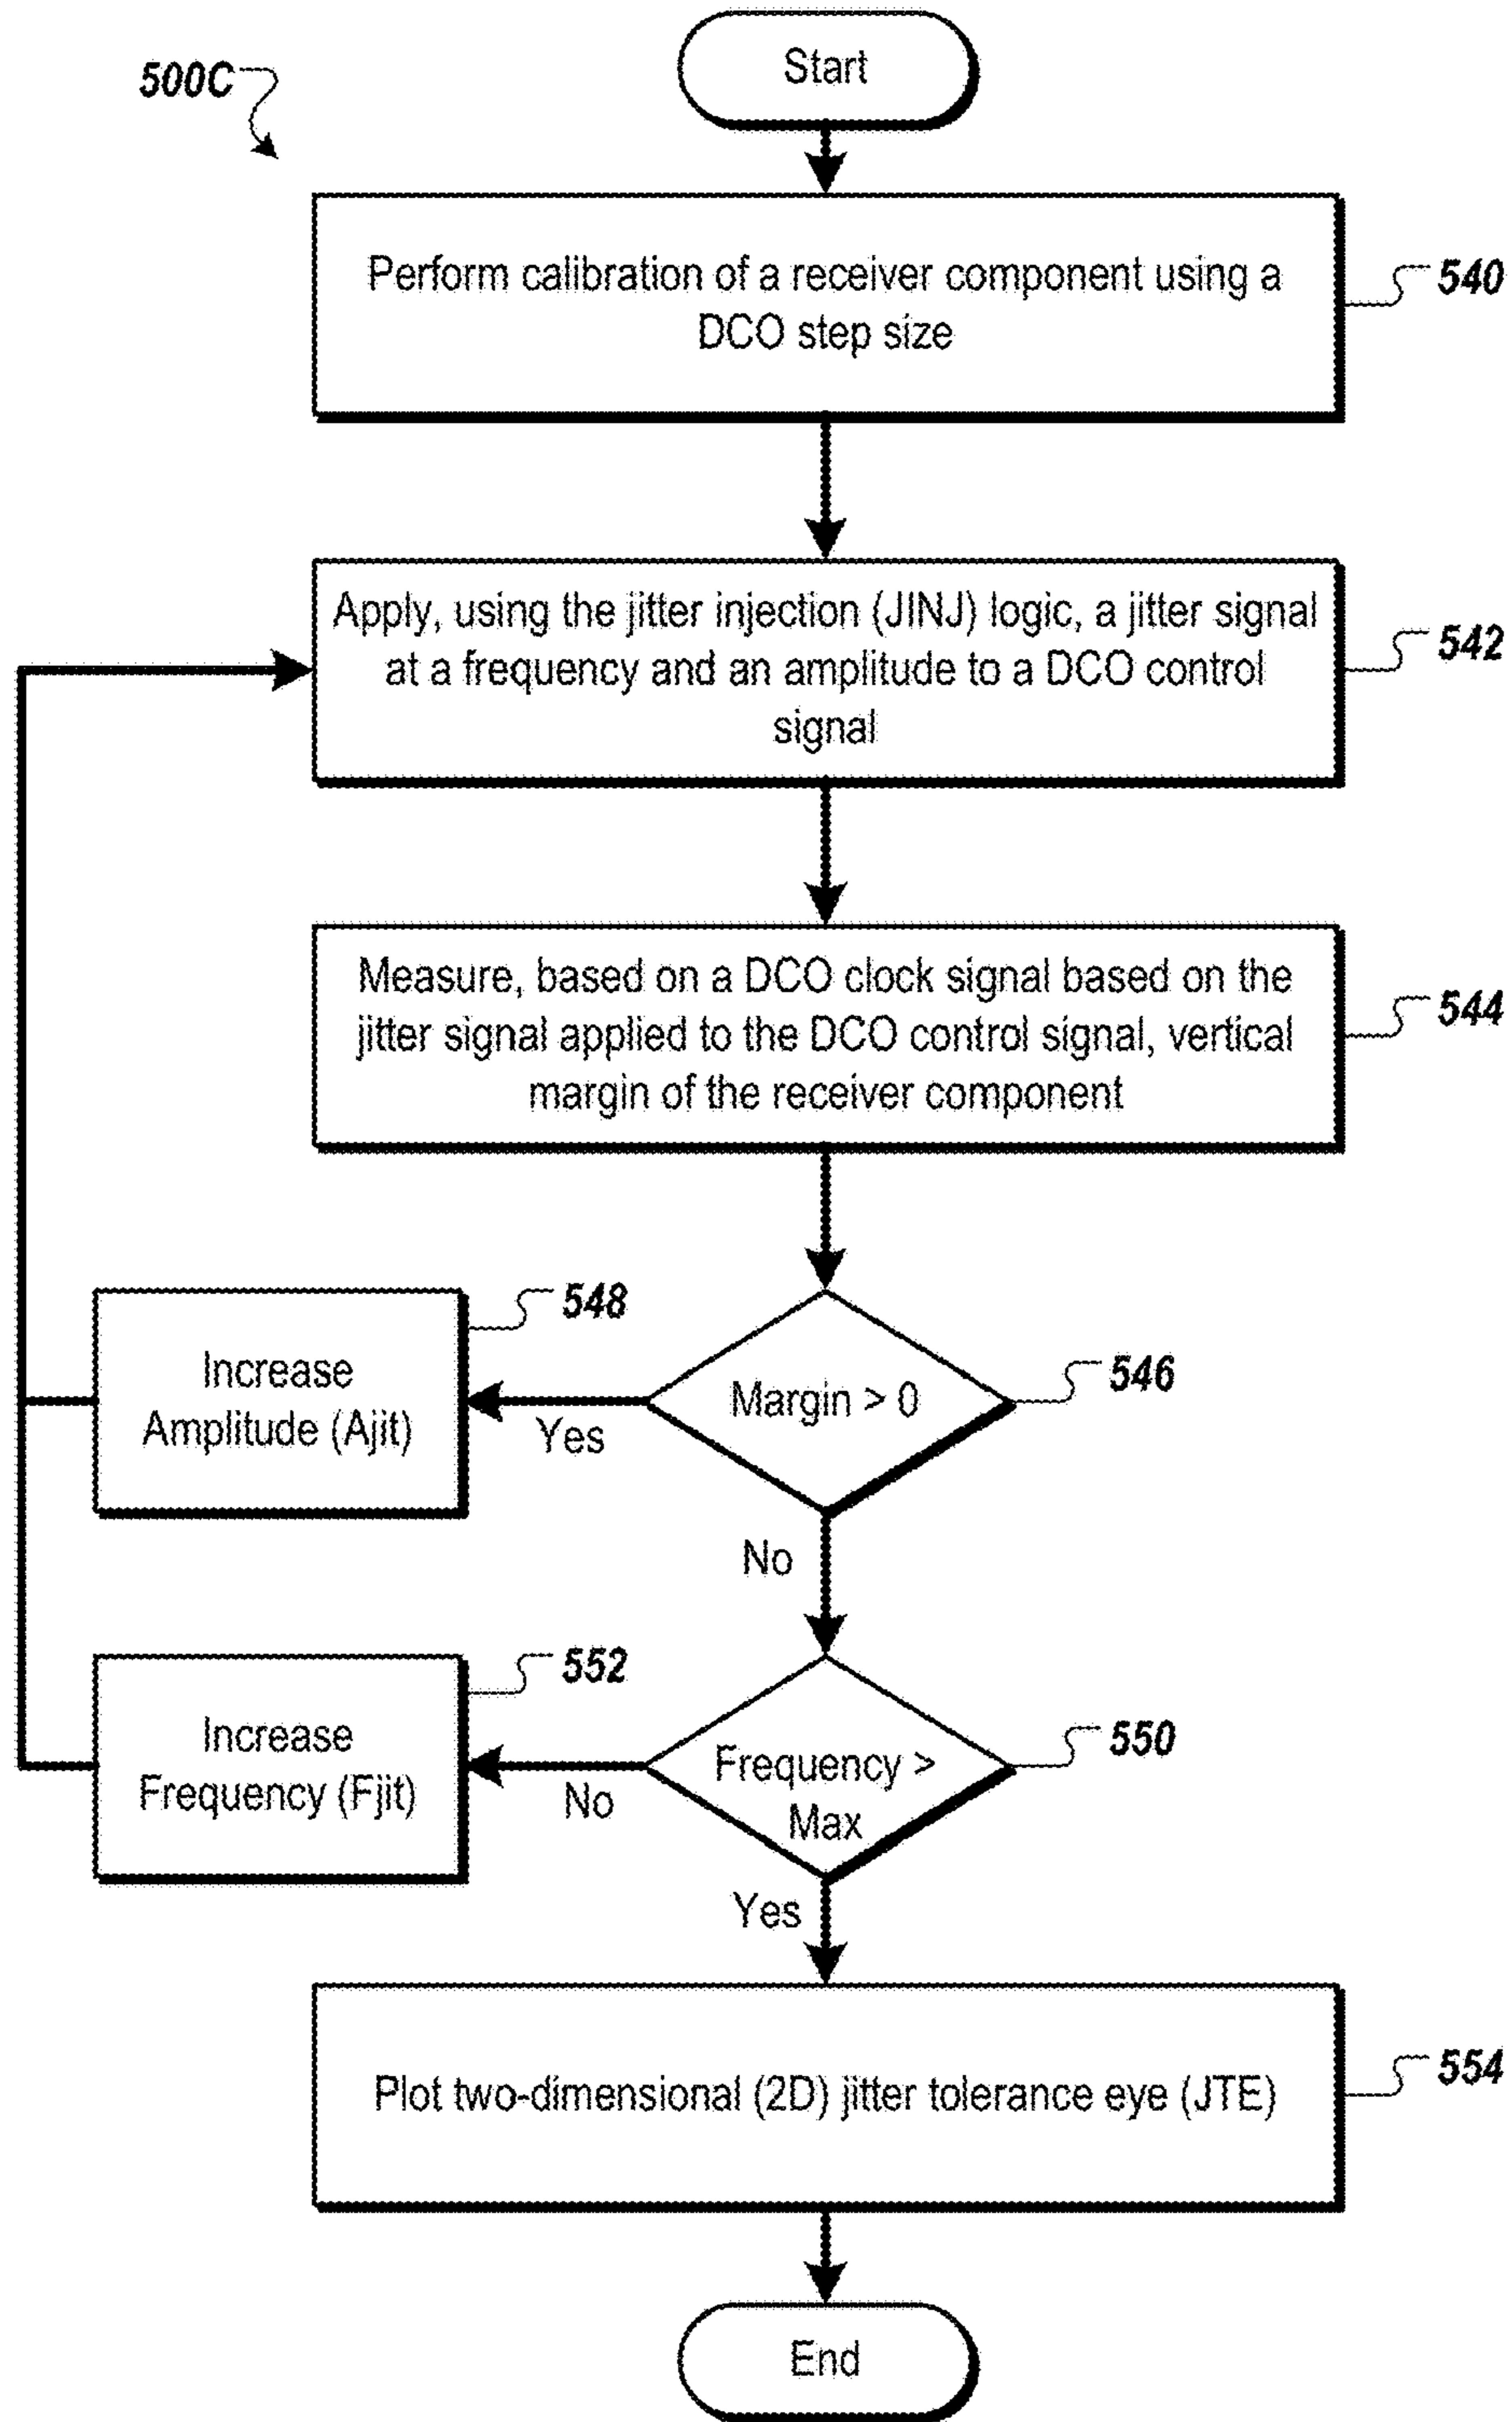 Start
500C
Perform calibration of a receiver component using a
DCO step size
540
Apply, using the jitter injection (JINJ) logic, a jitter signal
at a frequency and an amplitude to a DCO control
signal
542
Measure, based on a DCO clock signal based on the
jitter signal applied to the DCO control signal, vertical
margin of the receiver component
544
548
Increase
Amplitude (Ajit)
Yes
Margin > 0
546
No
552
Increase
Frequency (Fjit)
No
Frequency >
Max
550
Yes
Plot two-dimensional (2D) jitter tolerance eye (JTE)
554
End